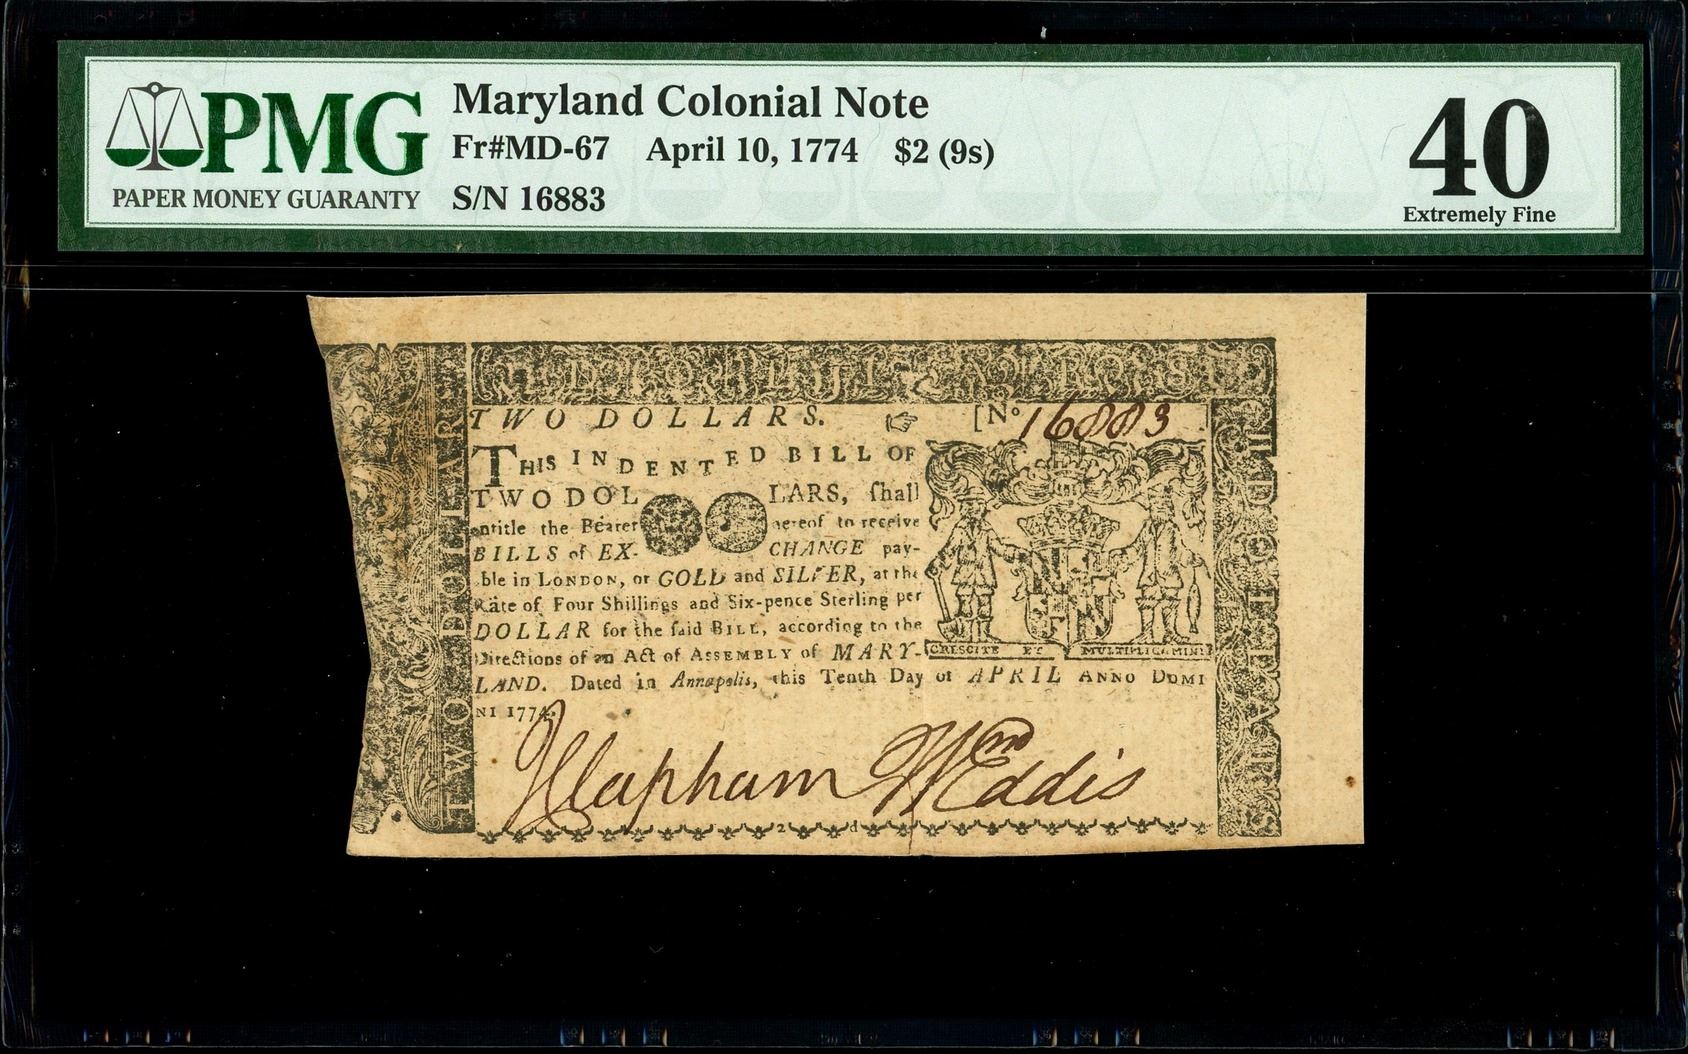 PMG
PAPER MONEY GUARANTY
Maryland Colonial Note
Fr#MD-67 April 10, 1774 $2 (9s)
S/N 16883
40
Extremely Fine
TWO DOLLARS. [N° 16883
THIS INDENTED BILL OF
TWO DOL LARS, ſhall
entitle the Bearer hereof to receive
BILLS of EX- CHANGE pay-
ble in LONDON, or GOLD and SILVER, at the
Rate of Four Shillings and Six-pence Sterling per
DOLLAR for the ſaid BILL, according to the
Directions of an Act of ASSEMBLY of MARY-
LAND. Dated in Annapolis, this Tenth Day of APRIL ANNO DOMI
NI 1774.
CRESCITE ET MULTIPLICAMINI
TWO DOLLARS
JClapham Wm Eddis
2 d